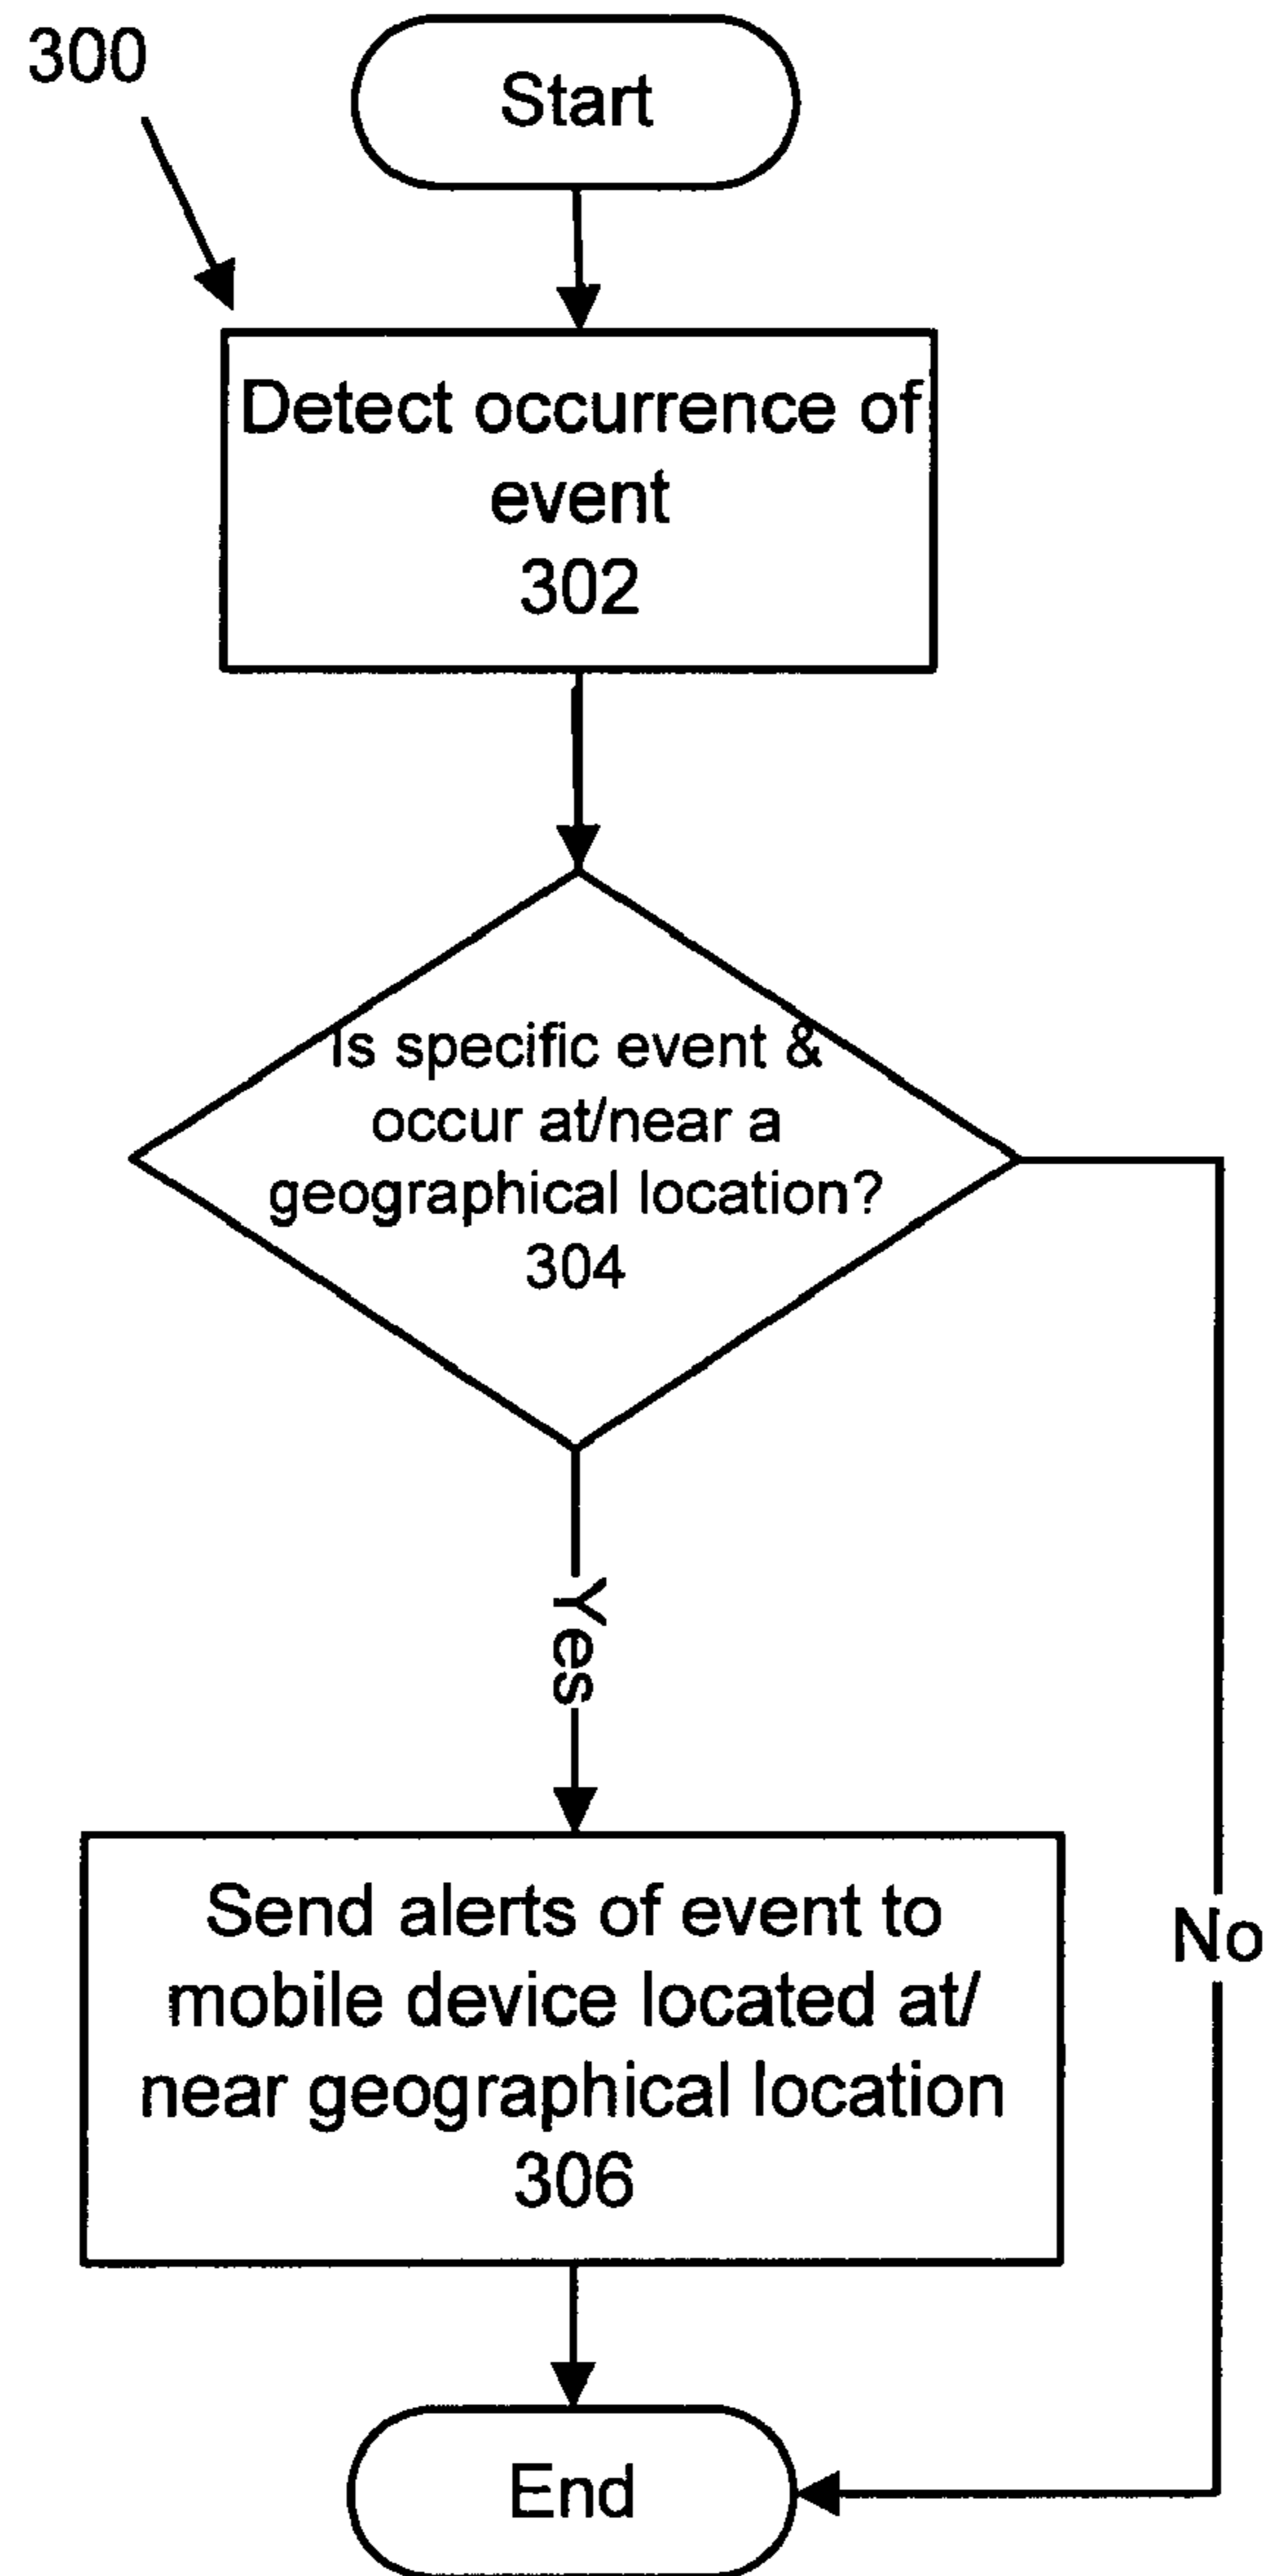 300
Start
Detect occurrence of
event
302
Is specific event &
occur at/near a
geographical location?
304
Yes
Send alerts of event to
mobile device located at/
near geographical location
306
No
End